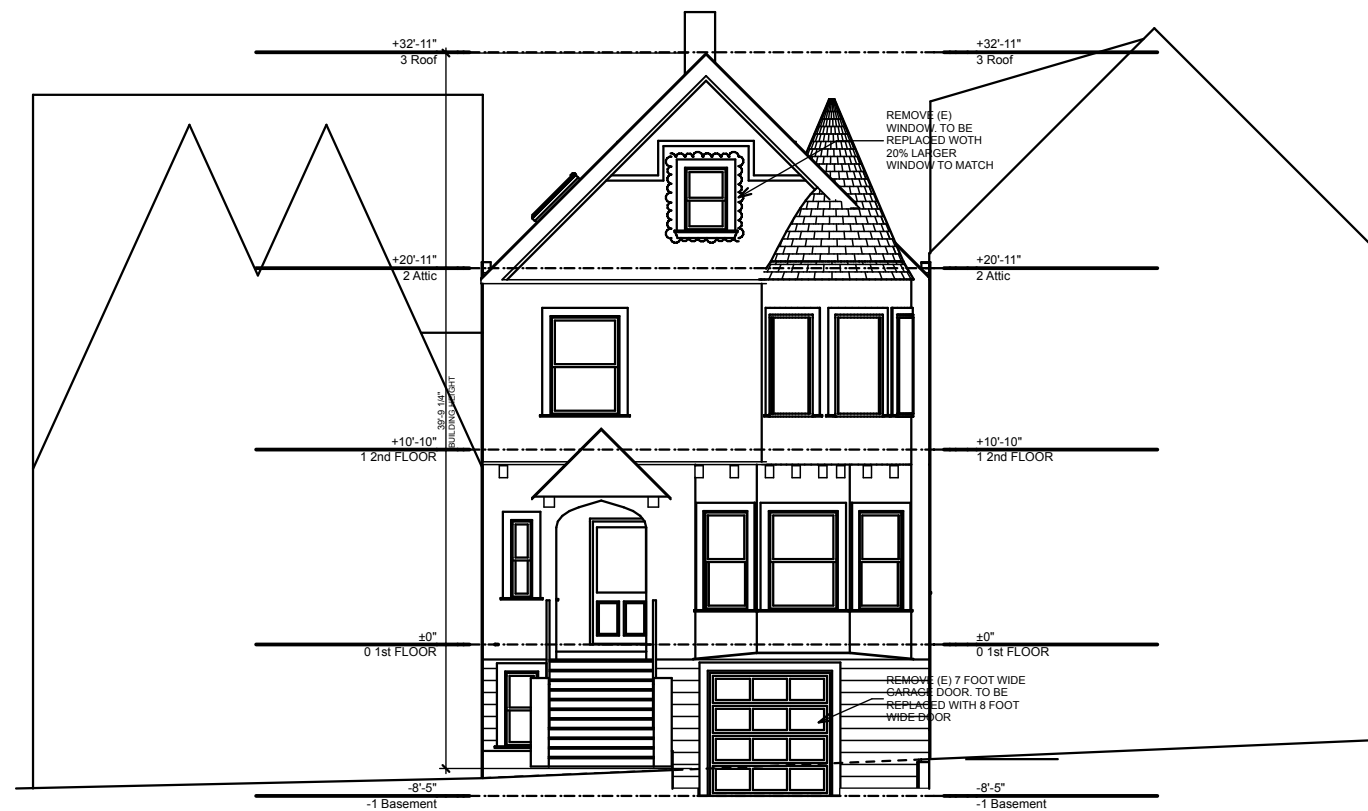 +32'-11"
3 Roof
+32'-11"
3 Roof
REMOVE (E)
WINDOW. TO BE
REPLACED WOTH
20% LARGER
WINDOW TO MATCH
+20'-11"
2 Attic
+20'-11"
2 Attic
39'-9 1/4"
BUILDING HEIGHT
+10'-10"
1 2nd FLOOR
+10'-10"
1 2nd FLOOR
±0"
0 1st FLOOR
±0"
0 1st FLOOR
REMOVE (E) 7 FOOT WIDE
GARAGE DOOR. TO BE
REPLACED WITH 8 FOOT
WIDE DOOR
-8'-5"
-1 Basement
-8'-5"
-1 Basement